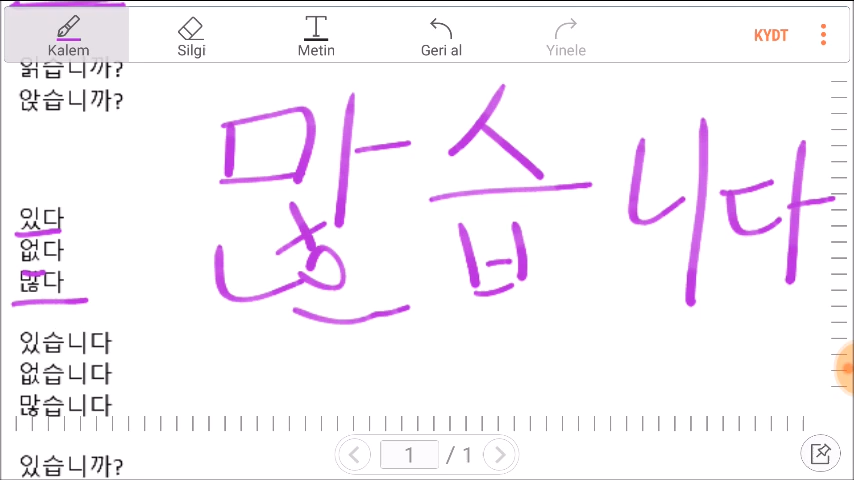 Kalem Silgi Metin Geri al Yinele KYDT
읽습니까?
앉습니까?
많습니다
있다
없다
많다
있습니다
없습니다
많습니다
1 / 1
있습니까?